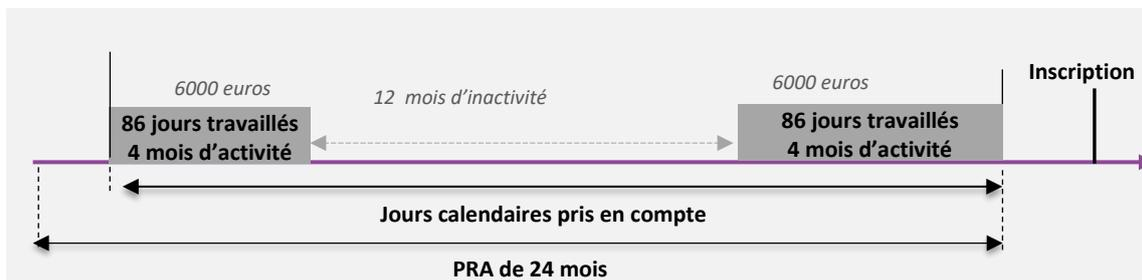 6000 euros
86 jours travaillés
4 mois d’activité
12 mois d’inactivité
6000 euros
86 jours travaillés
4 mois d’activité
Inscription
Jours calendaires pris en compte
PRA de 24 mois